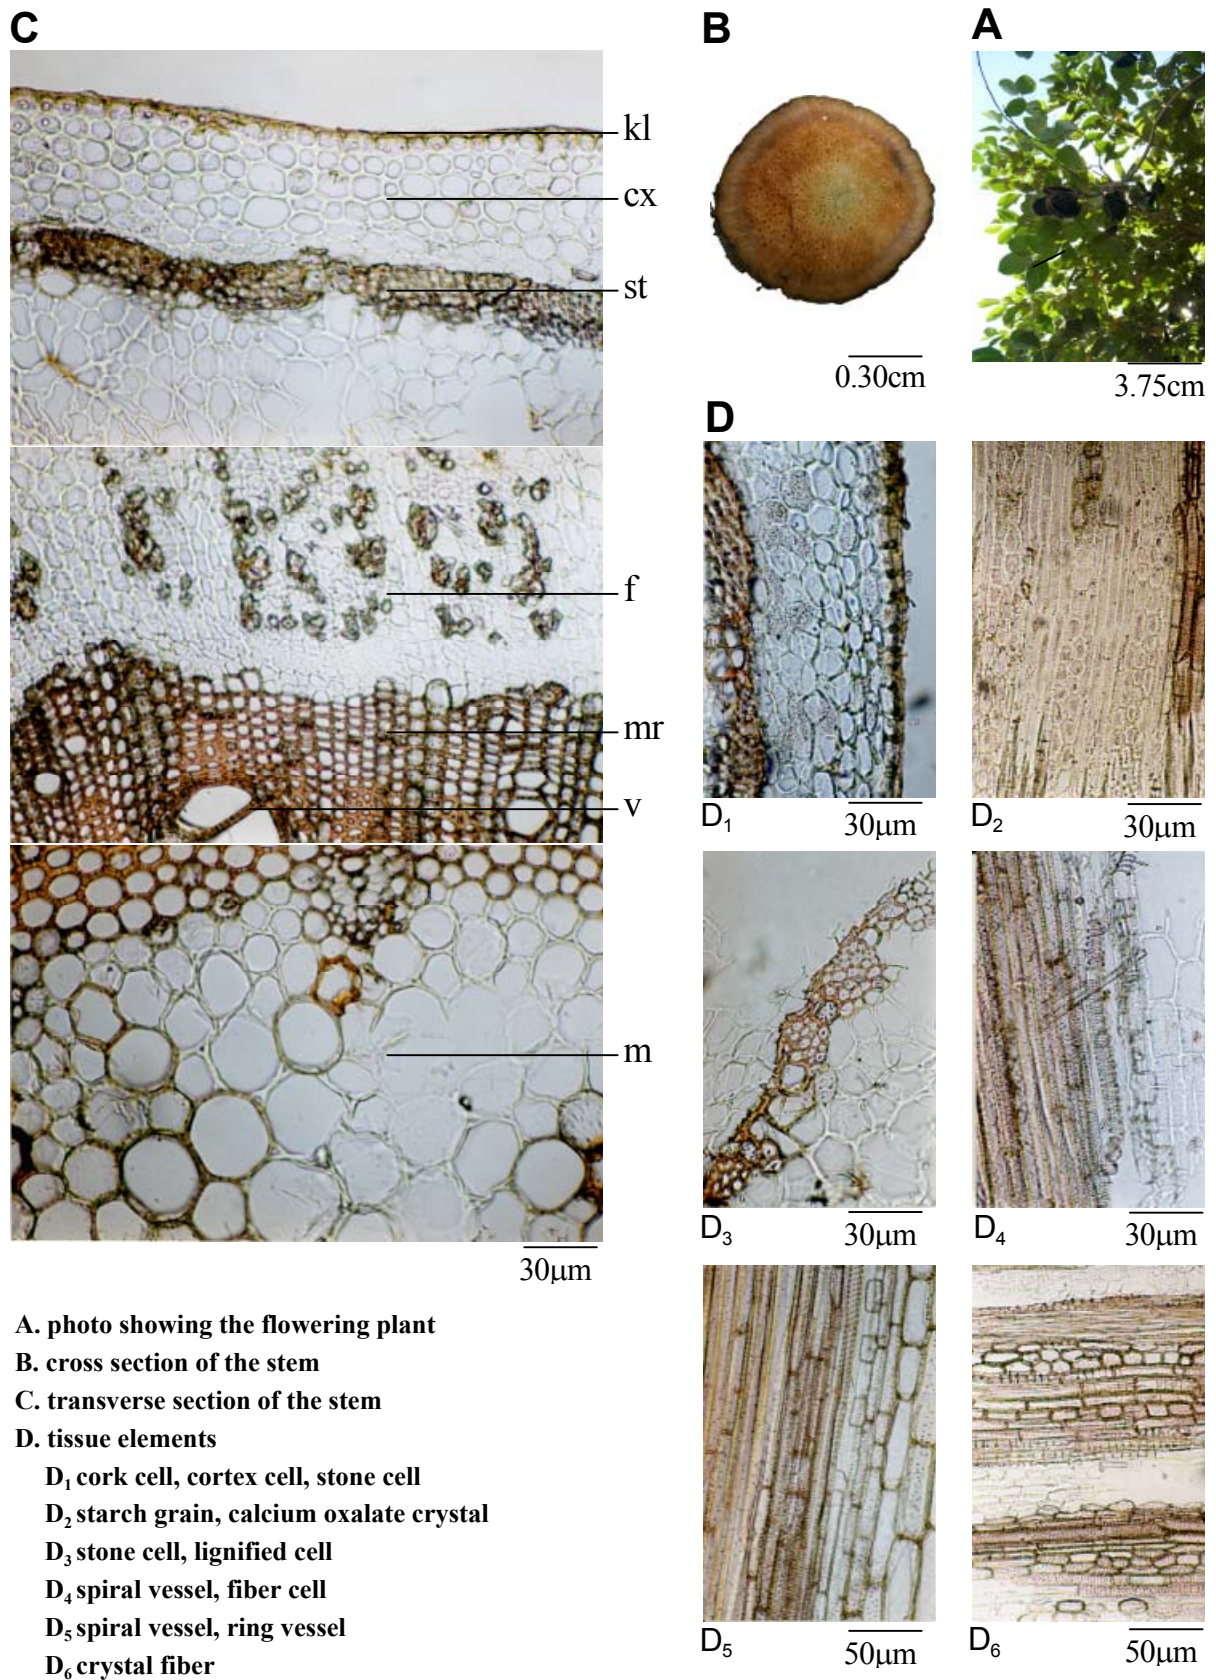 C
B
A
kl
cx
st
0.30cm
3.75cm
D
f
mr
v
D1
30μm
D2
30μm
m
30μm
D3
30μm
D4
30μm
A. photo showing the flowering plant
B. cross section of the stem
C. transverse section of the stem
D. tissue elements
D1 cork cell, cortex cell, stone cell
D2 starch grain, calcium oxalate crystal
D3 stone cell, lignified cell
D4 spiral vessel, fiber cell
D5 spiral vessel, ring vessel
D6 crystal fiber
D5
50μm
D6
50μm